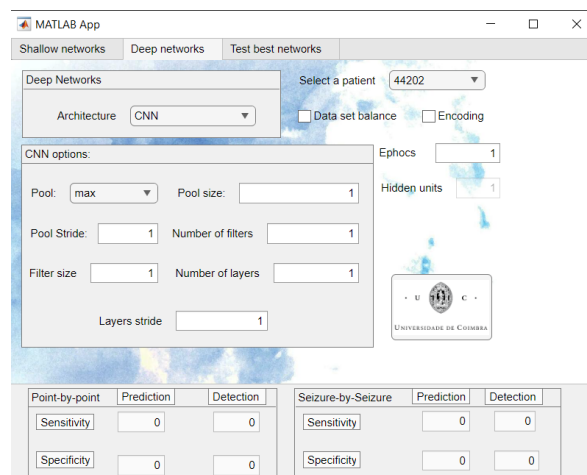 MATLAB App
Shallow networks Deep networks Test best networks
Deep Networks
Architecture CNN
Select a patient 44202
Data set balance Encoding
CNN options:
Ephocs 1
Pool: max Pool size: 1
Hidden units 1
Pool Stride: 1 Number of filters 1
Filter size 1 Number of layers 1
Layers stride 1
· U C ·
UNIVERSIDADE DE COIMBRA
Point-by-point Prediction Detection
Sensitivity 0 0
Specificity 0 0
Seizure-by-Seizure Prediction Detection
Sensitivity 0 0
Specificity 0 0